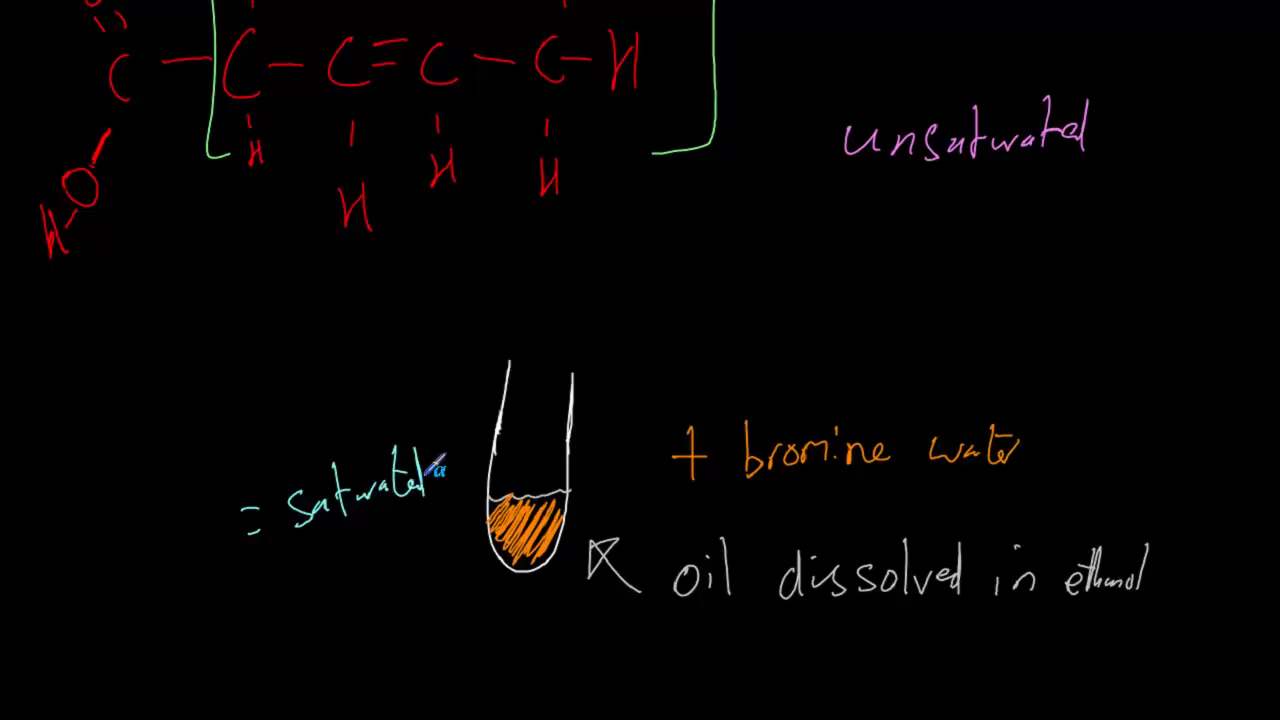 C – C – C = C – C – H
H H H H
O
H
unsaturated
+ bromine water
= saturated
oil dissolved in ethanol